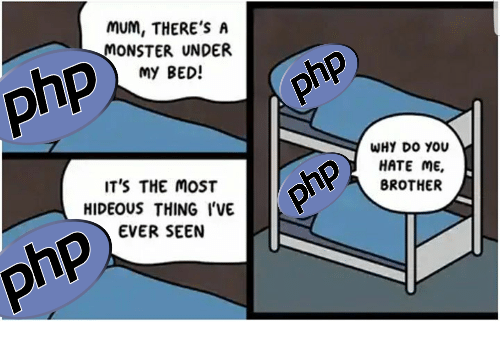 MUM, THERE'S A
MONSTER UNDER
MY BED!
php
IT'S THE MOST
HIDEOUS THING I'VE
EVER SEEN
php
php
WHY DO YOU
HATE ME,
BROTHER
php